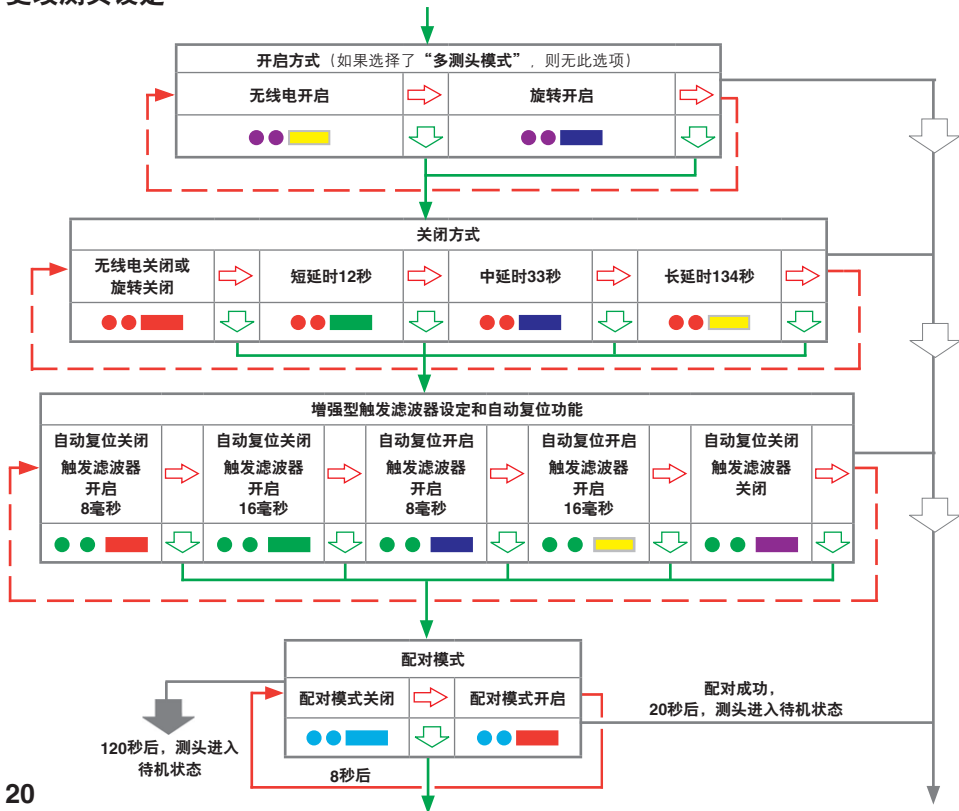 更改测头设定
开启方式（如果选择了“多测头模式”，则无此选项）
无线电开启
旋转开启
关闭方式
无线电关闭或
旋转关闭
短延时12秒
中延时33秒
长延时134秒
增强型触发滤波器设定和自动复位功能
自动复位关闭
触发滤波器
开启
8毫秒
自动复位关闭
触发滤波器
开启
16毫秒
自动复位开启
触发滤波器
开启
8毫秒
自动复位开启
触发滤波器
开启
16毫秒
自动复位关闭
触发滤波器
关闭
配对模式
配对模式关闭
配对模式开启
配对成功，
20秒后，测头进入待机状态
120秒后，测头进入
待机状态
8秒后
20